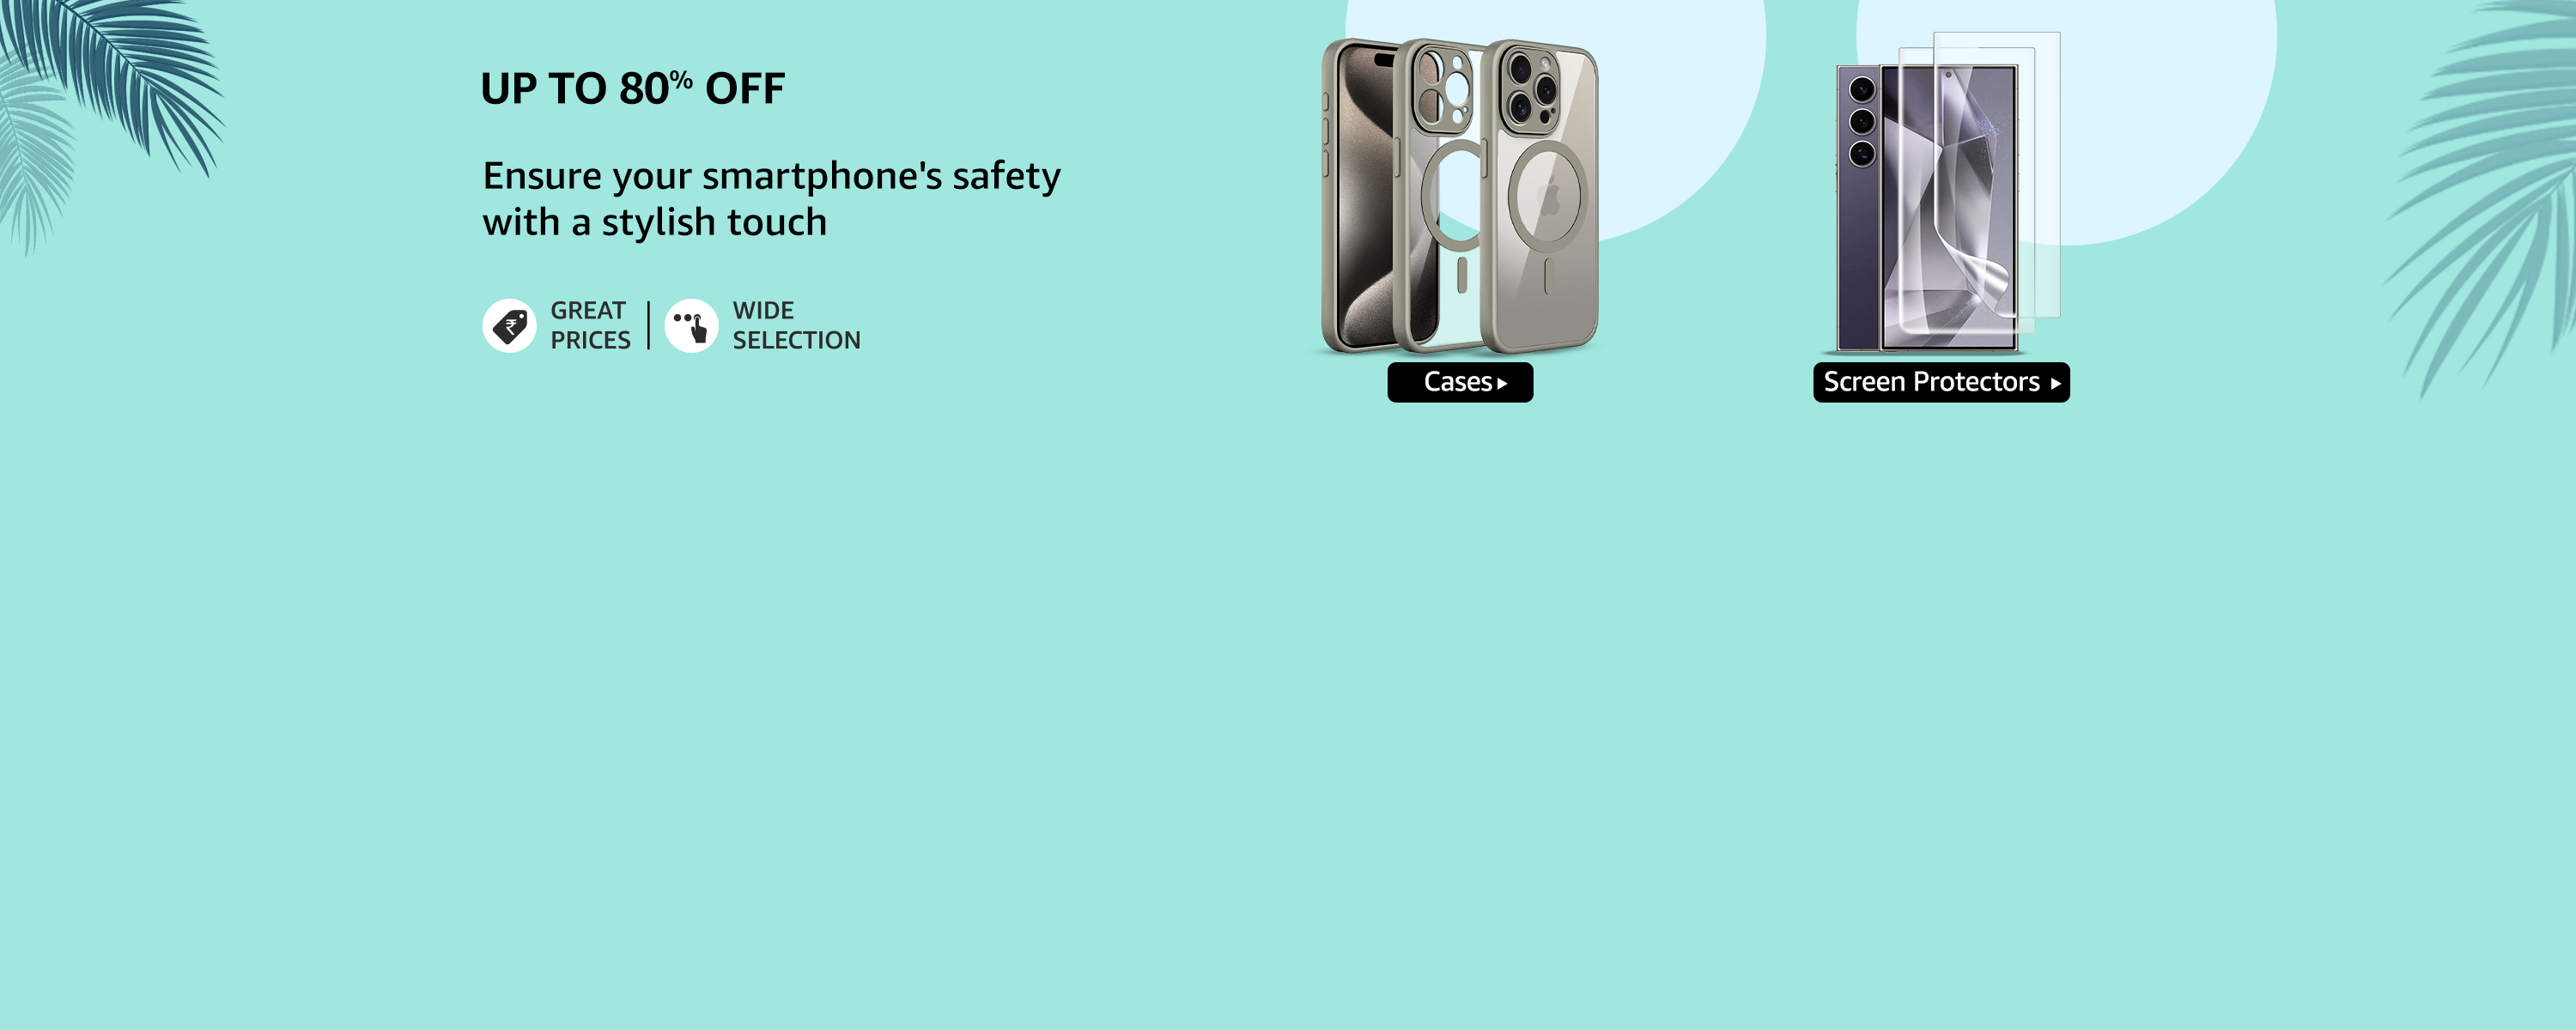 UP TO 80% OFF
Ensure your smartphone's safety
with a stylish touch
₹
GREAT
PRICES
WIDE
SELECTION
Cases
Screen Protectors